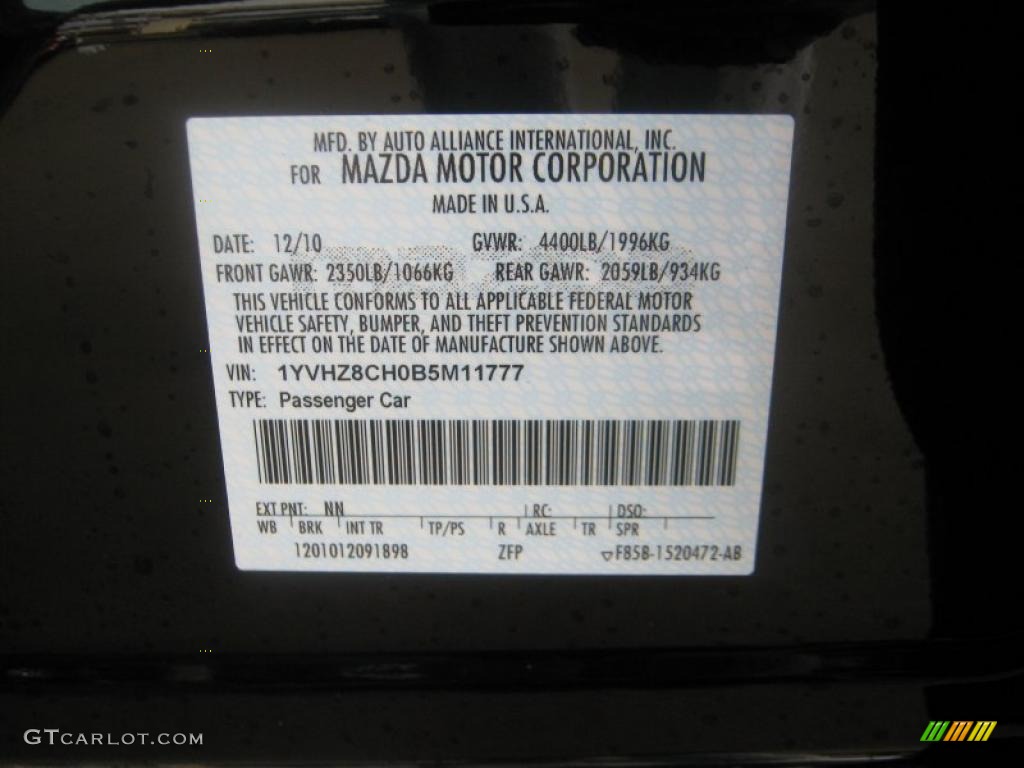 MFD. BY AUTO ALLIANCE INTERNATIONAL, INC.
FOR MAZDA MOTOR CORPORATION
MADE IN U.S.A.
DATE: 12/10 GVWR: 4400LB/1996KG
FRONT GAWR: 2350LB/1066KG REAR GAWR: 2059LB/934KG
THIS VEHICLE CONFORMS TO ALL APPLICABLE FEDERAL MOTOR
VEHICLE SAFETY, BUMPER, AND THEFT PREVENTION STANDARDS
IN EFFECT ON THE DATE OF MANUFACTURE SHOWN ABOVE.
VIN: 1YVHZ8CH0B5M11777
TYPE: Passenger Car
EXT PNT: NN RC: DSO:
WB BRK INT TR TP/PS R AXLE TR SPR
1201012091898 ZFP ▽F85B-1520472-AB
GTCARLOT.COM